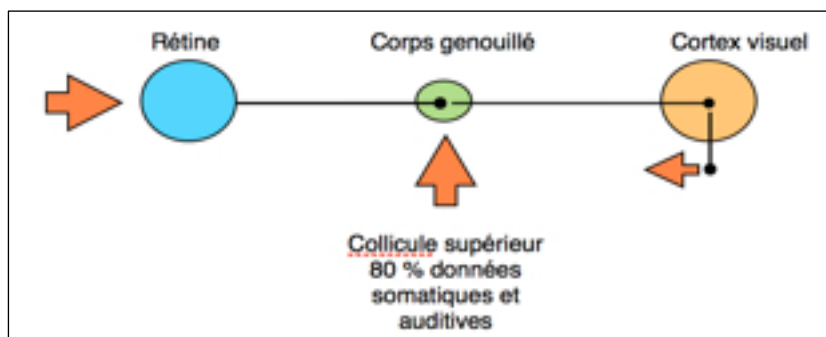 Rétine
Corps genouillé
Cortex visuel
Collicule supérieur
80 % données
somatiques et
auditives